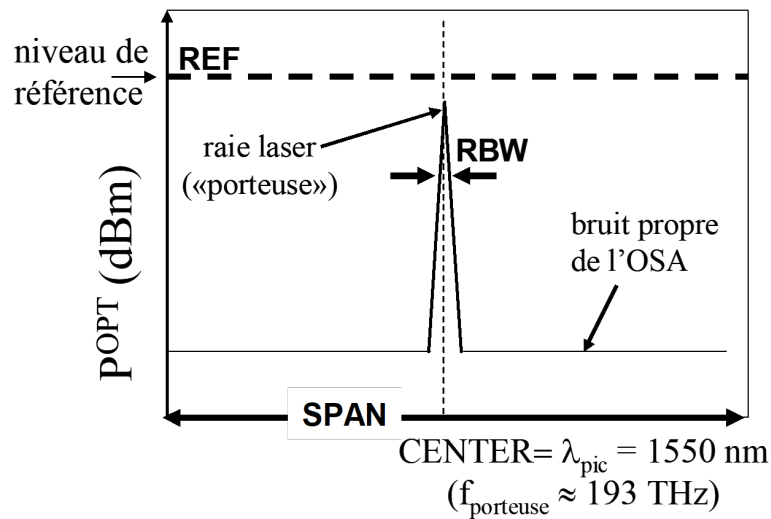 niveau de
référence
REF
raie laser
(«porteuse»)
RBW
bruit propre
de l’OSA
P^OPT (dBm)
SPAN
CENTER= λ_pic = 1550 nm
(f_porteuse ≈ 193 THz)